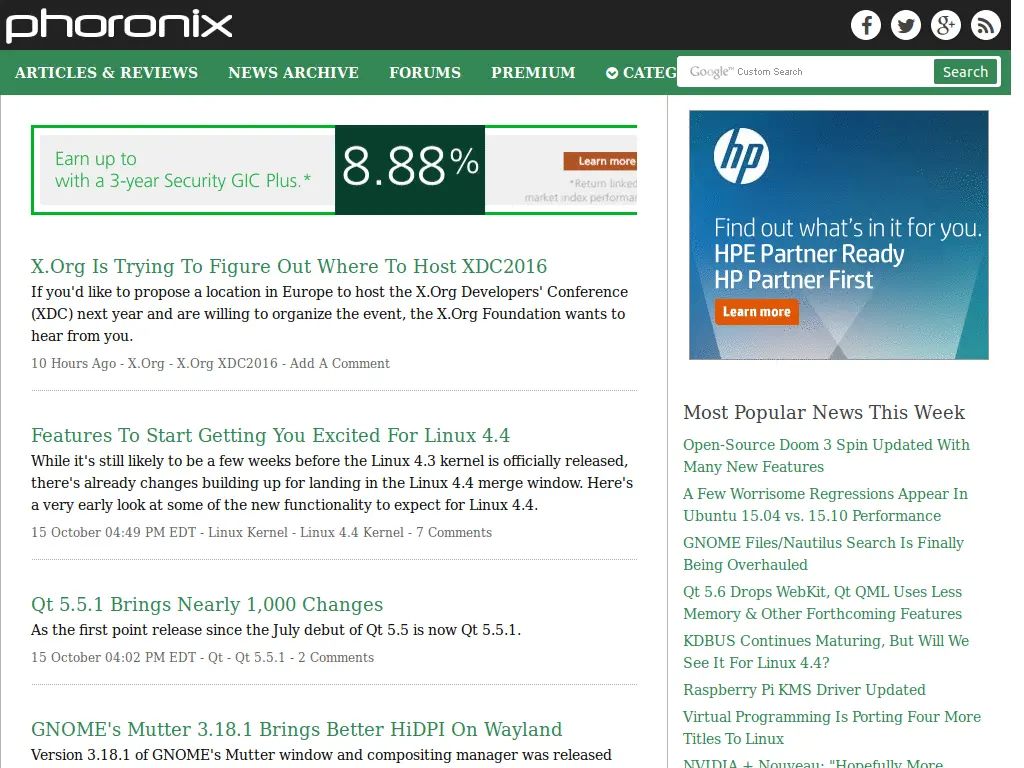 phoronix
ARTICLES & REVIEWS NEWS ARCHIVE FORUMS PREMIUM CATEG
Google™ Custom Search Search
Earn up to
with a 3-year Security GIC Plus.*
8.88%
Learn more
*Return linked
market index performan
X.Org Is Trying To Figure Out Where To Host XDC2016
If you'd like to propose a location in Europe to host the X.Org Developers' Conference
(XDC) next year and are willing to organize the event, the X.Org Foundation wants to
hear from you.
10 Hours Ago - X.Org - X.Org XDC2016 - Add A Comment
Features To Start Getting You Excited For Linux 4.4
While it's still likely to be a few weeks before the Linux 4.3 kernel is officially released,
there's already changes building up for landing in the Linux 4.4 merge window. Here's
a very early look at some of the new functionality to expect for Linux 4.4.
15 October 04:49 PM EDT - Linux Kernel - Linux 4.4 Kernel - 7 Comments
Qt 5.5.1 Brings Nearly 1,000 Changes
As the first point release since the July debut of Qt 5.5 is now Qt 5.5.1.
15 October 04:02 PM EDT - Qt - Qt 5.5.1 - 2 Comments
GNOME's Mutter 3.18.1 Brings Better HiDPI On Wayland
Version 3.18.1 of GNOME's Mutter window and compositing manager was released
hp
Find out what's in it for you.
HPE Partner Ready
HP Partner First
Learn more
Most Popular News This Week
Open-Source Doom 3 Spin Updated With
Many New Features
A Few Worrisome Regressions Appear In
Ubuntu 15.04 vs. 15.10 Performance
GNOME Files/Nautilus Search Is Finally
Being Overhauled
Qt 5.6 Drops WebKit, Qt QML Uses Less
Memory & Other Forthcoming Features
KDBUS Continues Maturing, But Will We
See It For Linux 4.4?
Raspberry Pi KMS Driver Updated
Virtual Programming Is Porting Four More
Titles To Linux
NVIDIA + Nouveau: "Hopefully More